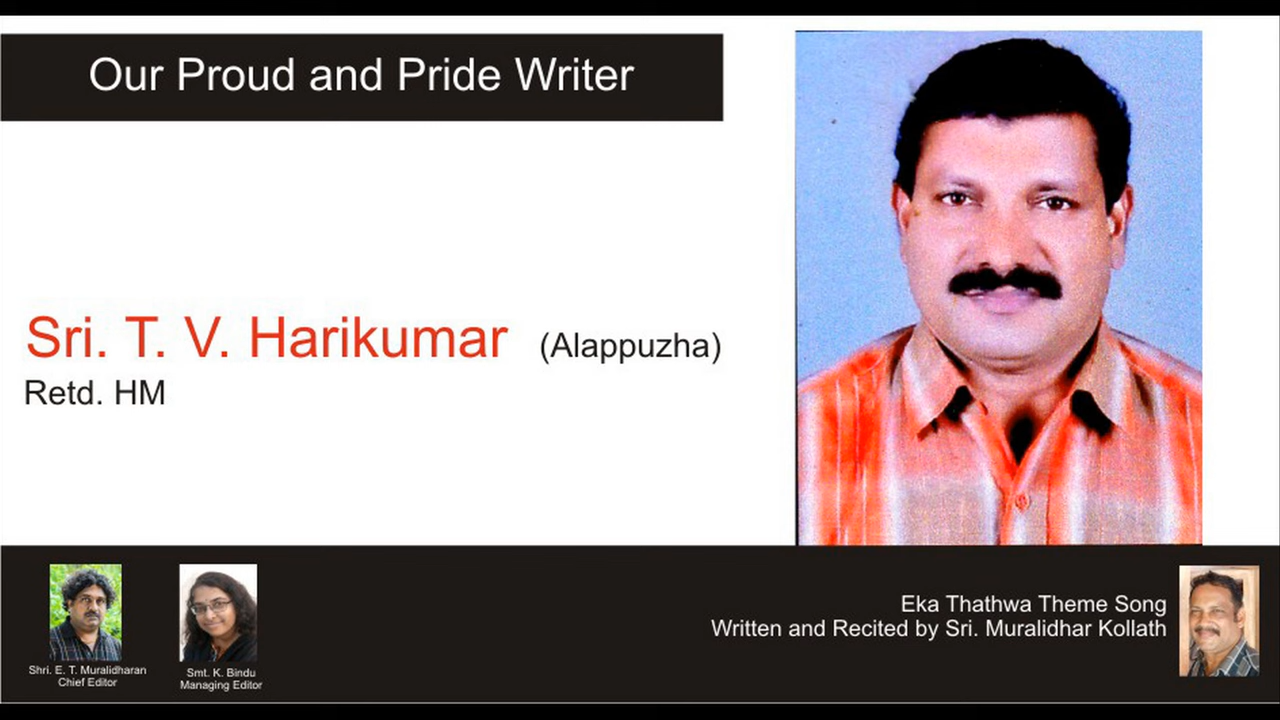 Our Proud and Pride Writer
Sri. T. V. Harikumar (Alappuzha)
Retd. HM
Shri. E. T. Muralidharan
Chief Editor
Smt. K. Bindu
Managing Editor
Eka Thathwa Theme Song
Written and Recited by Sri. Muralidhar Kollath